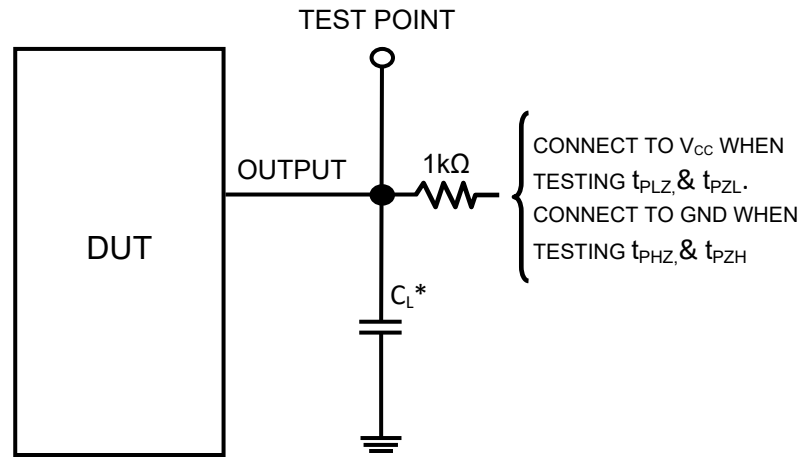 TEST POINT
OUTPUT
1kΩ
CONNECT TO VCC WHEN
TESTING tPLZ,& tPZL.
CONNECT TO GND WHEN
TESTING tPHZ,& tPZH
DUT
CL*